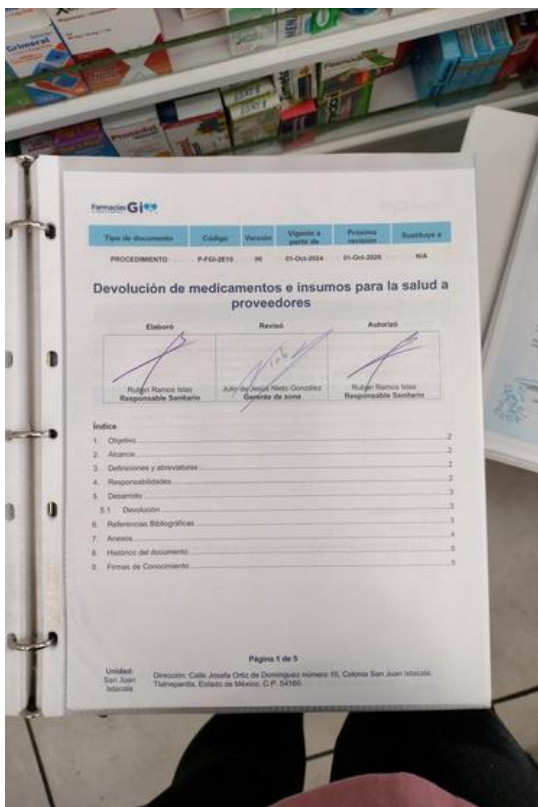 Grimeral
Farmacias Gi
Tipo de documento Código Versión Vigente a partir de Próxima revisión Sustituye a
PROCEDIMIENTO P-FGI-2E10 00 01-Oct-2024 01-Oct-2026 N/A
Devolución de medicamentos e insumos para la salud a
proveedores
Elaboró Revisó Autorizó
Ruben Ramos Islas Julio de Jesús Nieto González Ruben Ramos Islas
Responsable Sanitario Gerente de zona Responsable Sanitario
Índice
1. Objetivo 2
2. Alcance 2
3. Definiciones y abreviaturas 2
4. Responsabilidades 2
5. Desarrollo 3
5.1 Devolución 3
6. Referencias Bibliográficas 3
7. Anexos 4
8. Histórico del documento 5
9. Firmas de Conocimiento 5
Página 1 de 5
Unidad:
San Juan
Ixtacala
Dirección: Calle Josefa Ortiz de Domínguez número 10, Colonia San Juan Ixtacala,
Tlalnepantla, Estado de México, C.P. 54160.